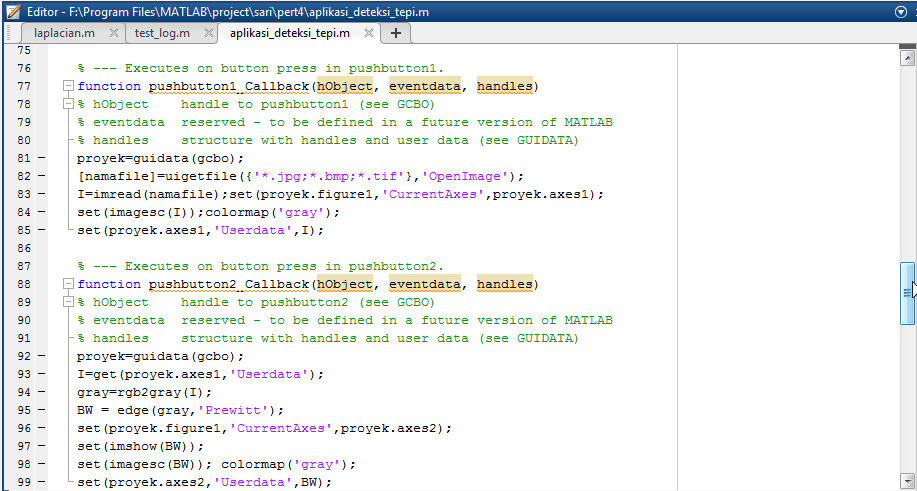 Editor - F:\Program Files\MATLAB\project\sari\pert4\aplikasi_deteksi_tepi.m
laplacian.m test_log.m aplikasi_deteksi_tepi.m
75
76 % --- Executes on button press in pushbutton1.
77 function pushbutton1_Callback(hObject, eventdata, handles)
78 % hObject    handle to pushbutton1 (see GCBO)
79 % eventdata  reserved - to be defined in a future version of MATLAB
80 % handles    structure with handles and user data (see GUIDATA)
81 – proyek=guidata(gcbo);
82 – [namafile]=uigetfile({'*.jpg;*.bmp;*.tif'},'OpenImage');
83 – I=imread(namafile);set(proyek.figure1,'CurrentAxes',proyek.axes1);
84 – set(imagesc(I));colormap('gray');
85 – set(proyek.axes1,'Userdata',I);
86
87 % --- Executes on button press in pushbutton2.
88 function pushbutton2_Callback(hObject, eventdata, handles)
89 % hObject    handle to pushbutton2 (see GCBO)
90 % eventdata  reserved - to be defined in a future version of MATLAB
91 % handles    structure with handles and user data (see GUIDATA)
92 – proyek=guidata(gcbo);
93 – I=get(proyek.axes1,'Userdata');
94 – gray=rgb2gray(I);
95 – BW = edge(gray,'Prewitt');
96 – set(proyek.figure1,'CurrentAxes',proyek.axes2);
97 – set(imshow(BW));
98 – set(imagesc(BW)); colormap('gray');
99 – set(proyek.axes2,'Userdata',BW);